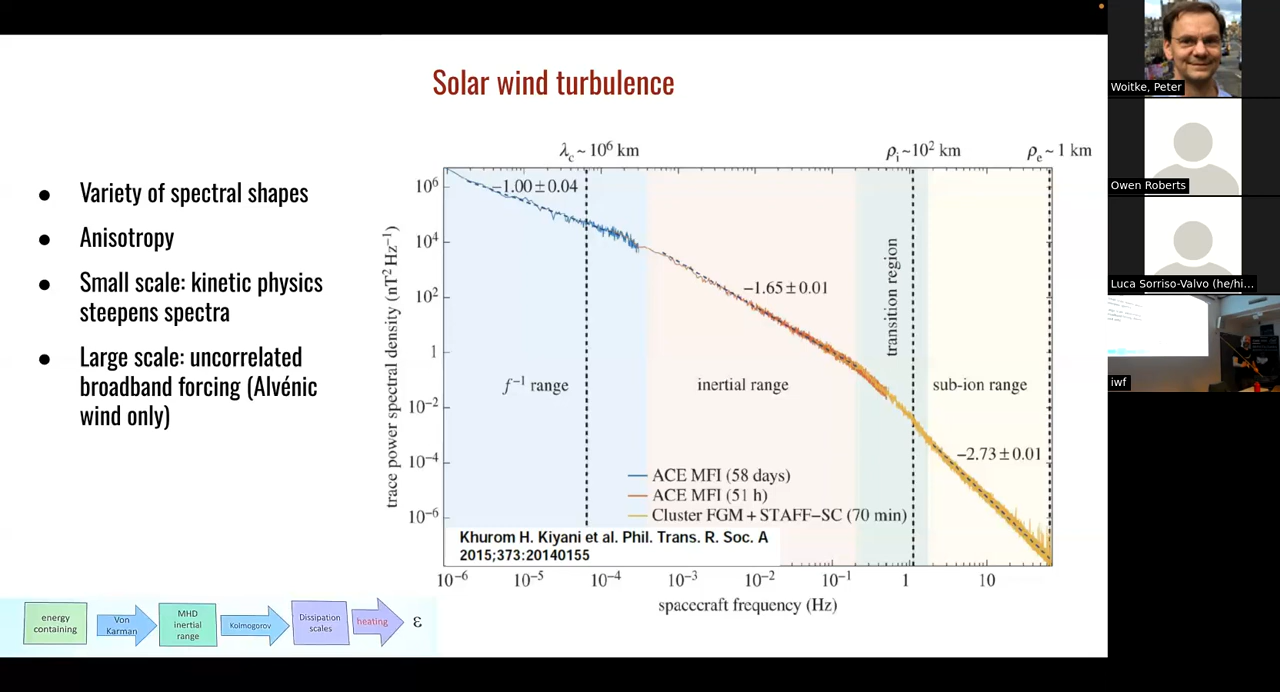 Solar wind turbulence
● Variety of spectral shapes
● Anisotropy
● Small scale: kinetic physics
steepens spectra
● Large scale: uncorrelated
broadband forcing (Alvénic
wind only)
λc ~ 10⁶ km
ρi ~10² km
ρe ~ 1 km
trace power spectral density (nT² Hz⁻¹)
10⁶
10⁴
10²
1
10⁻²
10⁻⁴
10⁻⁶
−1.00 ± 0.04
−1.65 ± 0.01
−2.73 ± 0.01
f⁻¹ range
inertial range
transition region
sub-ion range
ACE MFI (58 days)
ACE MFI (51 h)
Cluster FGM + STAFF−SC (70 min)
Khurom H. Kiyani et al. Phil. Trans. R. Soc. A
2015;373:20140155
10⁻⁶ 10⁻⁵ 10⁻⁴ 10⁻³ 10⁻² 10⁻¹ 1 10
spacecraft frequency (Hz)
energy
containing
Von
Karman
MHD
inertial
range
Kolmogorov
Dissipation
scales
heating
ε
Woitke, Peter
Owen Roberts
Luca Sorriso-Valvo (he/hi...
iwf